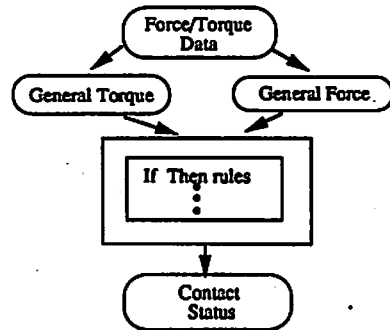 Force/Torque
Data
General Torque
General Force
If Then rules
Contact
Status